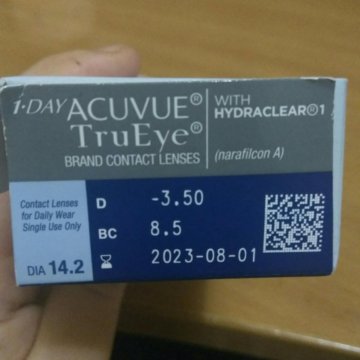 1·DAY ACUVUE® WITH
TruEye® HYDRACLEAR®1
BRAND CONTACT LENSES (narafilcon A)
Contact Lenses
for Daily Wear
Single Use Only
D -3.50
BC 8.5
2023-08-01
DIA 14.2